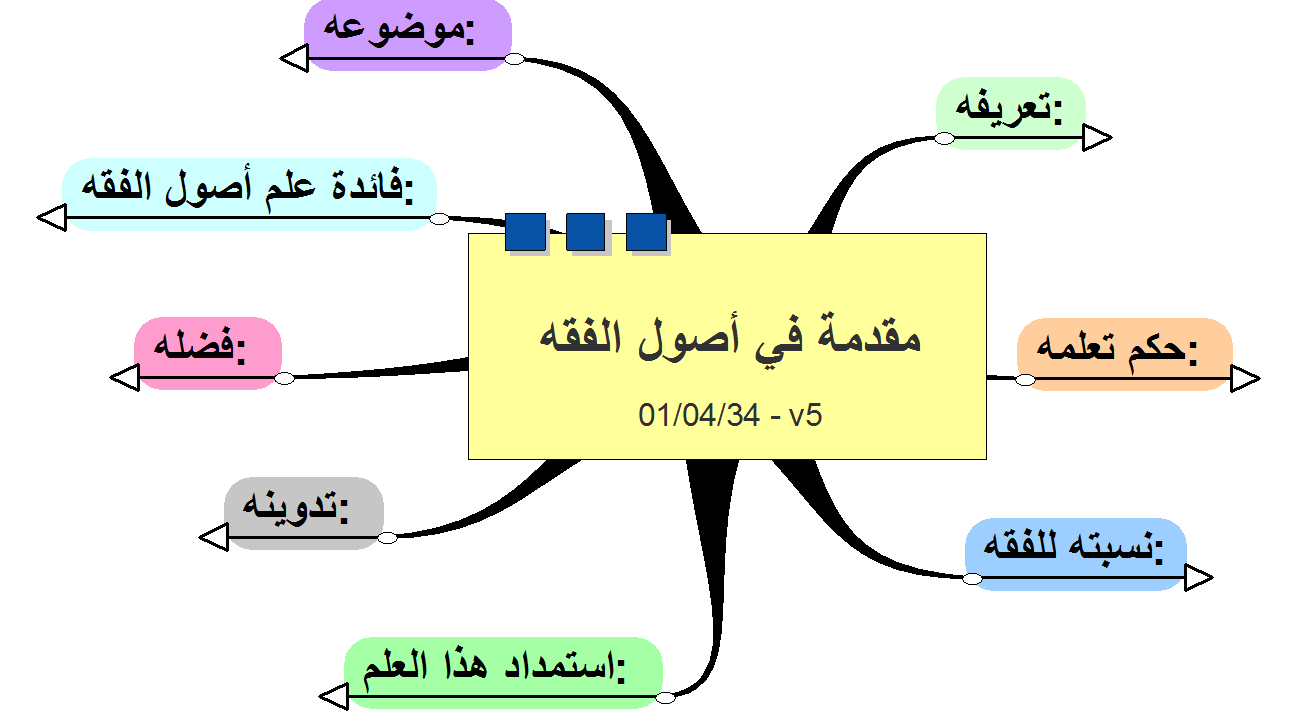 موضوعه:
تعريفه:
فائدة علم أصول الفقه:
مقدمة في أصول الفقه
01/04/34 - v5
فضله:
حكم تعلمه:
تدوينه:
نسبته للفقه:
استمداد هذا العلم: